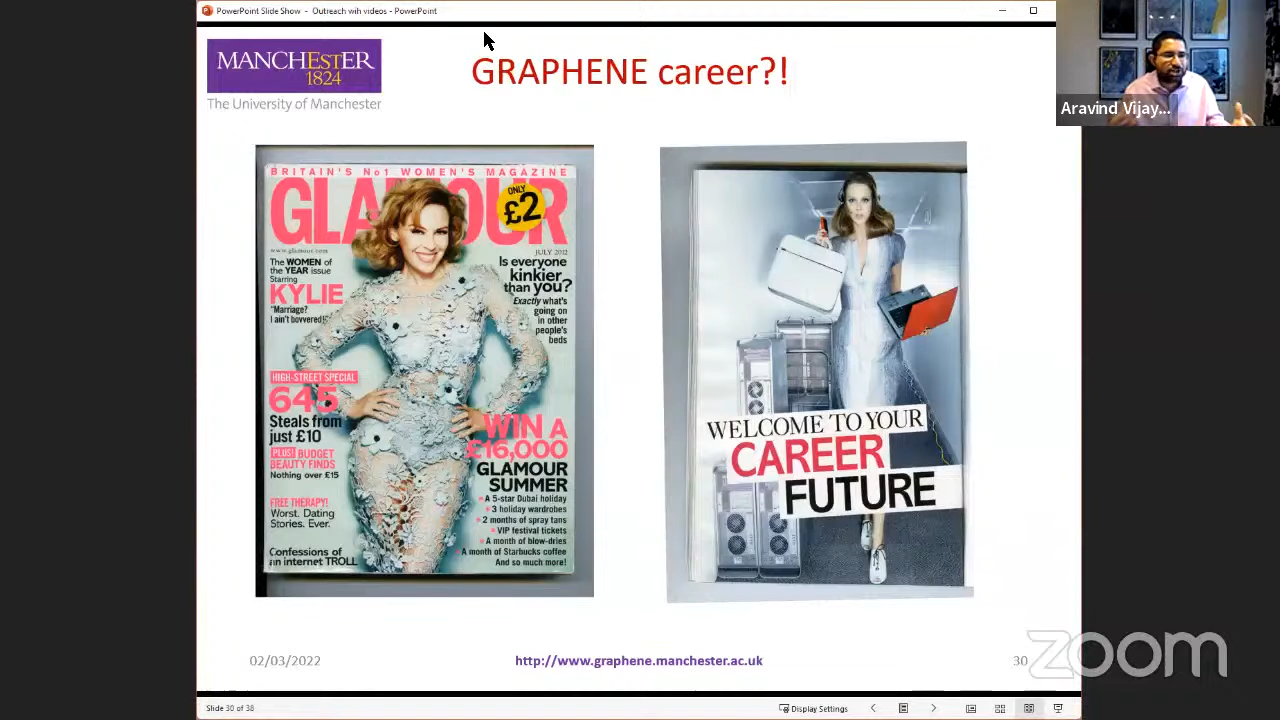 PowerPoint Slide Show - Outreach wih videos - PowerPoint
MANCHESTER
1824
The University of Manchester
GRAPHENE career?!
Aravind Vijay...
BRITAIN'S No1 WOMEN'S MAGAZINE
GLAMOUR
ONLY
£2
www.glamour.com
JULY 2012
The WOMEN of
the YEAR issue
Starring
KYLIE
"Marriage?
I ain't bovvered!"
Is everyone
kinkier
than you?
Exactly what's
going on
in other
people's
beds
HIGH-STREET SPECIAL
645
Steals from
just £10
PLUS! BUDGET
BEAUTY FINDS
Nothing over £15
FREE THERAPY!
Worst. Dating
Stories. Ever.
Confessions of
an internet TROLL
WIN A
£16,000
GLAMOUR
SUMMER
A 5-star Dubai holiday
3 holiday wardrobes
2 months of spray tans
VIP festival tickets
A month of blow-dries
A month of Starbucks coffee
And so much more!
WELCOME TO YOUR
CAREER
FUTURE
02/03/2022
http://www.graphene.manchester.ac.uk
30
zoom
Slide 30 of 38
Display Settings